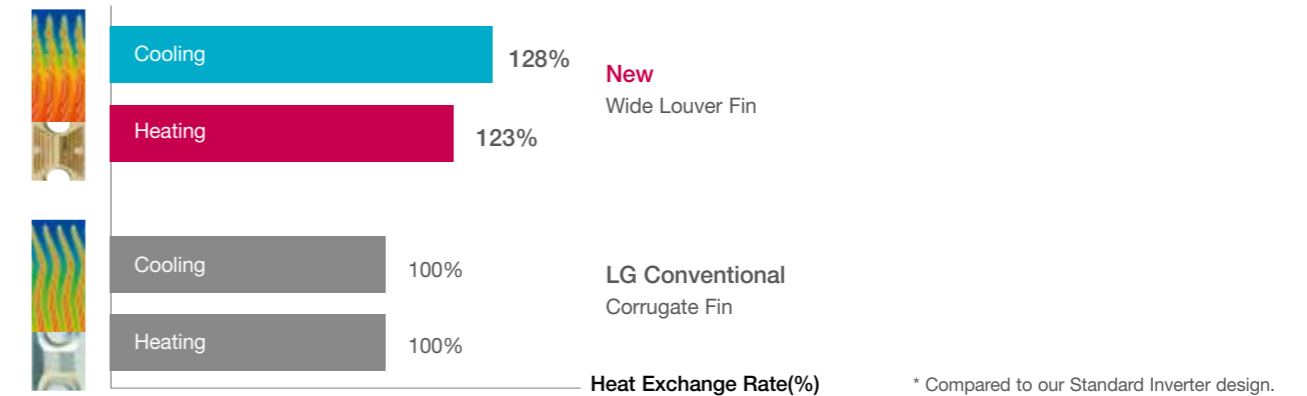 Cooling
128%
New
Wide Louver Fin
Heating
123%
Cooling
100%
LG Conventional
Corrugate Fin
Heating
100%
Heat Exchange Rate(%)
* Compared to our Standard Inverter design.